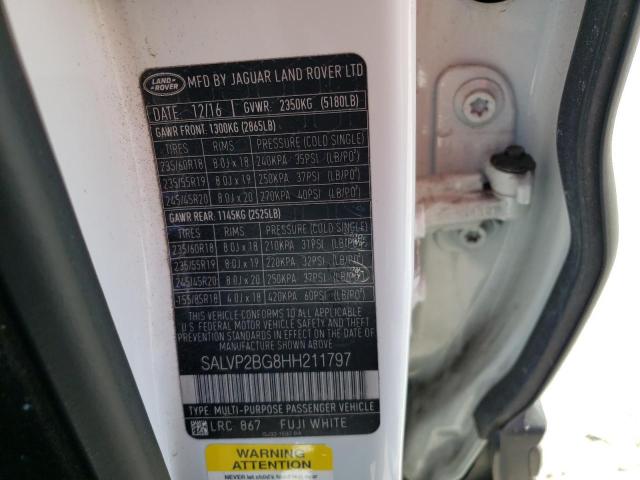 LAND ROVER
MFD BY JAGUAR LAND ROVER LTD
DATE 12/16 GVWR: 2350KG (5180LB)
GAWR FRONT: 1300KG (2865LB)
TIRES RIMS PRESSURE (COLD SINGLE)
235/60R18 8.0J x 18 240KPA 35PSI (LB/PO²)
235/55R19 8.0J x 19 250KPA 37PSI (LB/PO²)
245/45R20 8.0J x 20 270KPA 40PSI (LB/PO²)
GAWR REAR: 1145KG (2525LB)
TIRES RIMS PRESSURE (COLD SINGLE)
235/60R18 8.0J x 18 210KPA 31PSI (LB/PO²)
235/55R19 8.0J x 19 220KPA 32PSI (LB/PO²)
245/45R20 8.0J x 20 250KPA 37PSI (LB/PO²)
T155/85R18 4.0J x 18 420KPA 60PSI (LB/PO²)
THIS VEHICLE CONFORMS TO ALL APPLICABLE
U.S. FEDERAL MOTOR VEHICLE SAFETY AND
THEFT PREVENTION STANDARDS IN EFFECT ON
THE DATE OF MANUFACTURE SHOWN ABOVE
SALVP2BG8HH211797
TYPE: MULTI-PURPOSE PASSENGER VEHICLE
LRC 867 FUJI WHITE
WARNING
ATTENTION